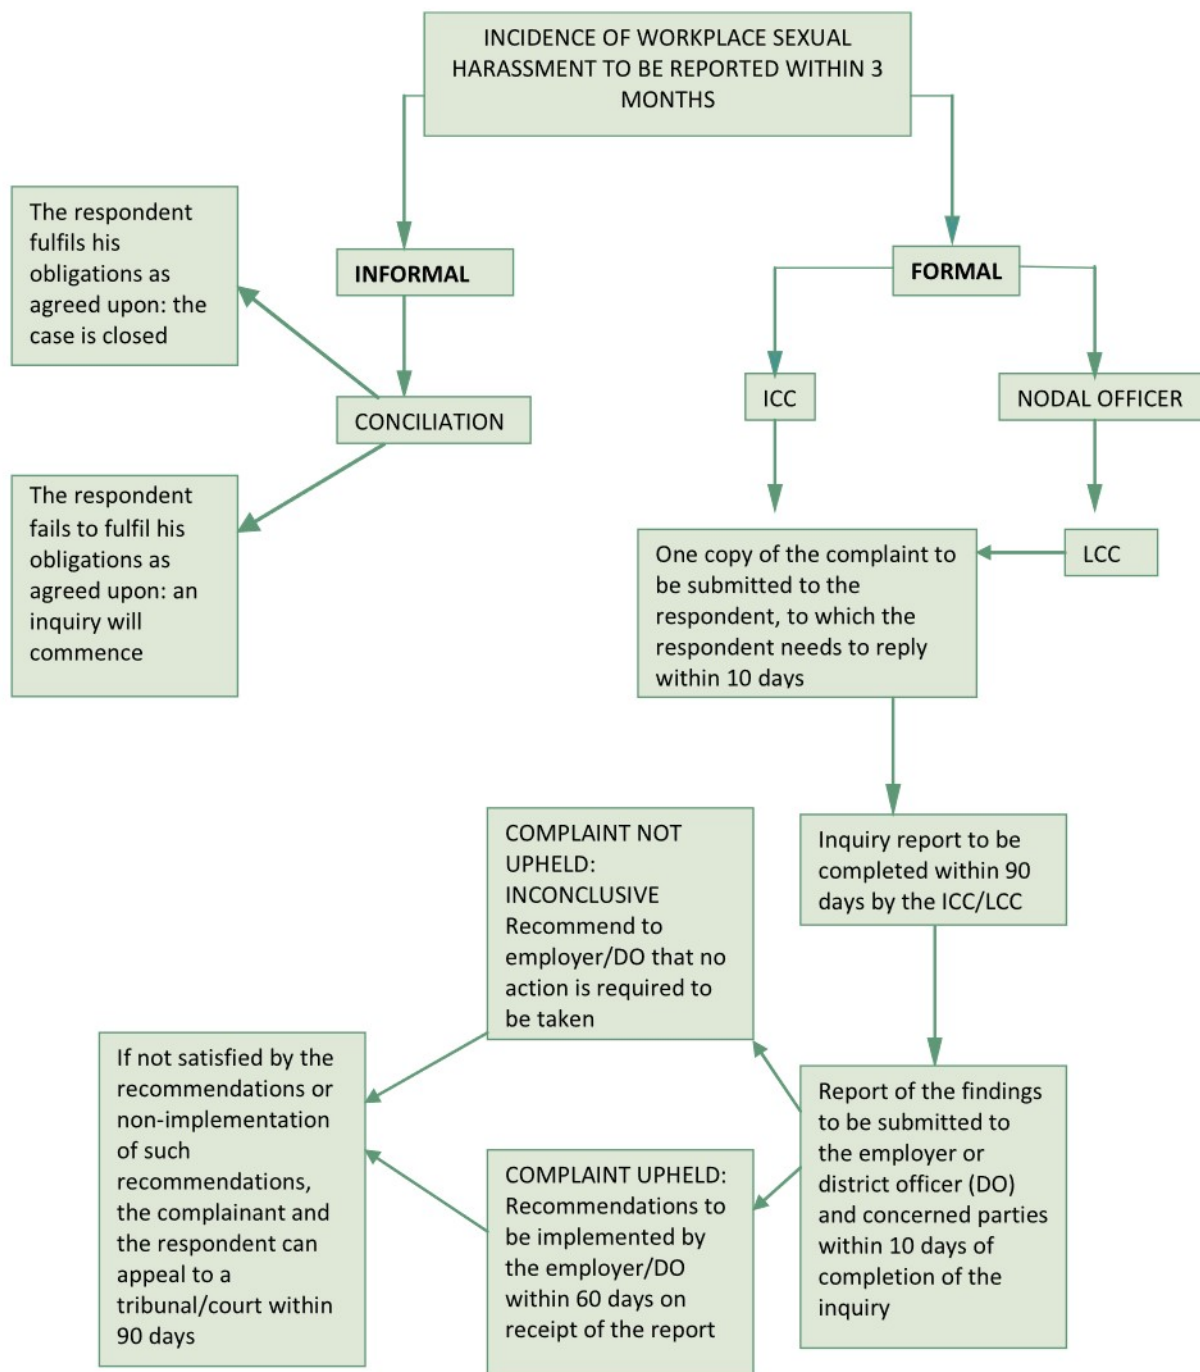 INCIDENCE OF WORKPLACE SEXUAL
HARASSMENT TO BE REPORTED WITHIN 3
MONTHS
The respondent
fulfils his
obligations as
agreed upon: the
case is closed
INFORMAL
FORMAL
CONCILIATION
ICC
NODAL OFFICER
The respondent
fails to fulfil his
obligations as
agreed upon: an
inquiry will
commence
One copy of the complaint to
be submitted to the
respondent, to which the
respondent needs to reply
within 10 days
LCC
COMPLAINT NOT
UPHELD:
INCONCLUSIVE
Recommend to
employer/DO that no
action is required to
be taken
Inquiry report to be
completed within 90
days by the ICC/LCC
If not satisfied by the
recommendations or
non-implementation
of such
recommendations,
the complainant and
the respondent can
appeal to a
tribunal/court within
90 days
COMPLAINT UPHELD:
Recommendations to
be implemented by
the employer/DO
within 60 days on
receipt of the report
Report of the findings
to be submitted to
the employer or
district officer (DO)
and concerned parties
within 10 days of
completion of the
inquiry